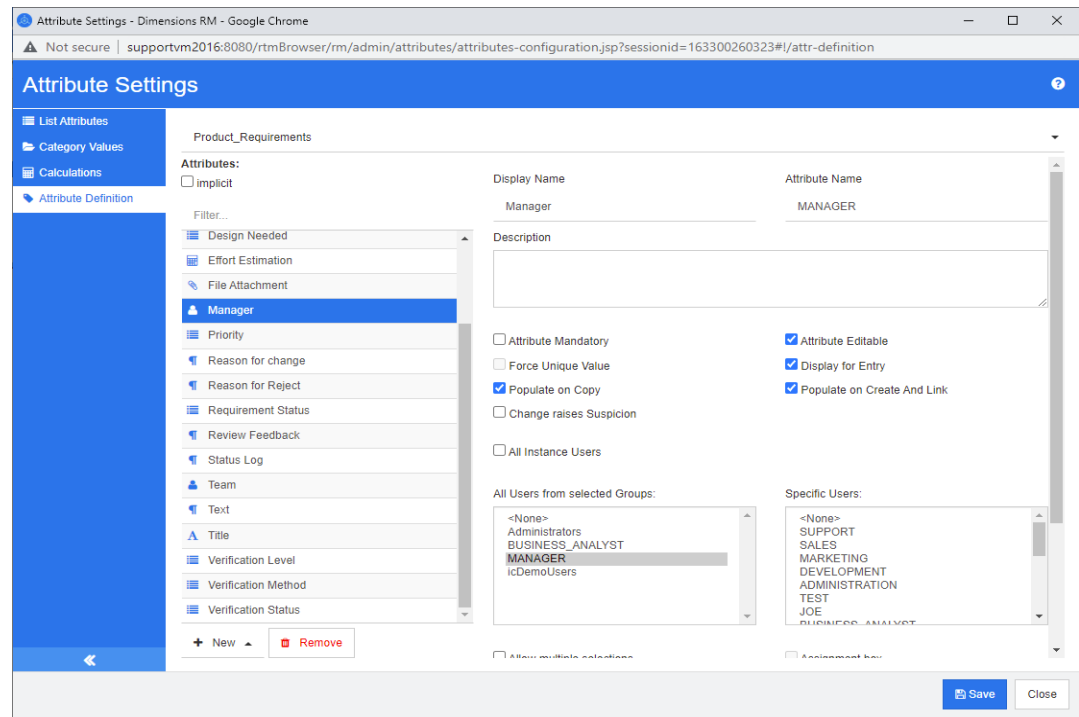 Attribute Settings - Dimensions RM - Google Chrome
Not secure | supportvm2016:8080/rtmBrowser/rm/admin/attributes/attributes-configuration.jsp?sessionid=163300260323#!/attr-definition
Attribute Settings
List Attributes
Category Values
Calculations
Attribute Definition
Product_Requirements
Attributes:
implicit
Filter...
Design Needed
Effort Estimation
File Attachment
Manager
Priority
Reason for change
Reason for Reject
Requirement Status
Review Feedback
Status Log
Team
Text
Title
Verification Level
Verification Method
Verification Status
New
Remove
Display Name
Attribute Name
Manager
MANAGER
Description
Attribute Mandatory
Attribute Editable
Force Unique Value
Display for Entry
Populate on Copy
Populate on Create And Link
Change raises Suspicion
All Instance Users
All Users from selected Groups:
Specific Users:
<None>
Administrators
BUSINESS_ANALYST
MANAGER
icDemoUsers
<None>
SUPPORT
SALES
MARKETING
DEVELOPMENT
ADMINISTRATION
TEST
JOE
BUSINESS_ANALYST
Allow multiple selections
Assignment box
Save
Close